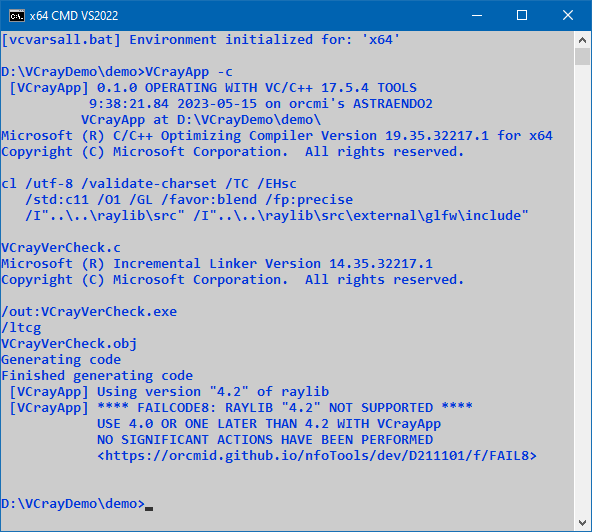 x64 CMD VS2022
[vcvarsall.bat] Environment initialized for: 'x64'
D:\VCrayDemo\demo>VCrayApp -c
[VCrayApp] 0.1.0 OPERATING WITH VC/C++ 17.5.4 TOOLS
9:38:21.84 2023-05-15 on orcmi's ASTRAENDO2
VCrayApp at D:\VCrayDemo\demo\
Microsoft (R) C/C++ Optimizing Compiler Version 19.35.32217.1 for x64
Copyright (C) Microsoft Corporation.  All rights reserved.
cl /utf-8 /validate-charset /TC /EHsc
/std:c11 /O1 /GL /favor:blend /fp:precise
/I"..\..\raylib\src" /I"..\..\raylib\src\external\glfw\include"
VCrayVerCheck.c
Microsoft (R) Incremental Linker Version 14.35.32217.1
Copyright (C) Microsoft Corporation.  All rights reserved.
/out:VCrayVerCheck.exe
/ltcg
VCrayVerCheck.obj
Generating code
Finished generating code
[VCrayApp] Using version "4.2" of raylib
[VCrayApp] **** FAILCODE8: RAYLIB "4.2" NOT SUPPORTED ****
USE 4.0 OR ONE LATER THAN 4.2 WITH VCrayApp
NO SIGNIFICANT ACTIONS HAVE BEEN PERFORMED
<https://orcmid.github.io/nfoTools/dev/D211101/f/FAIL8>
D:\VCrayDemo\demo>